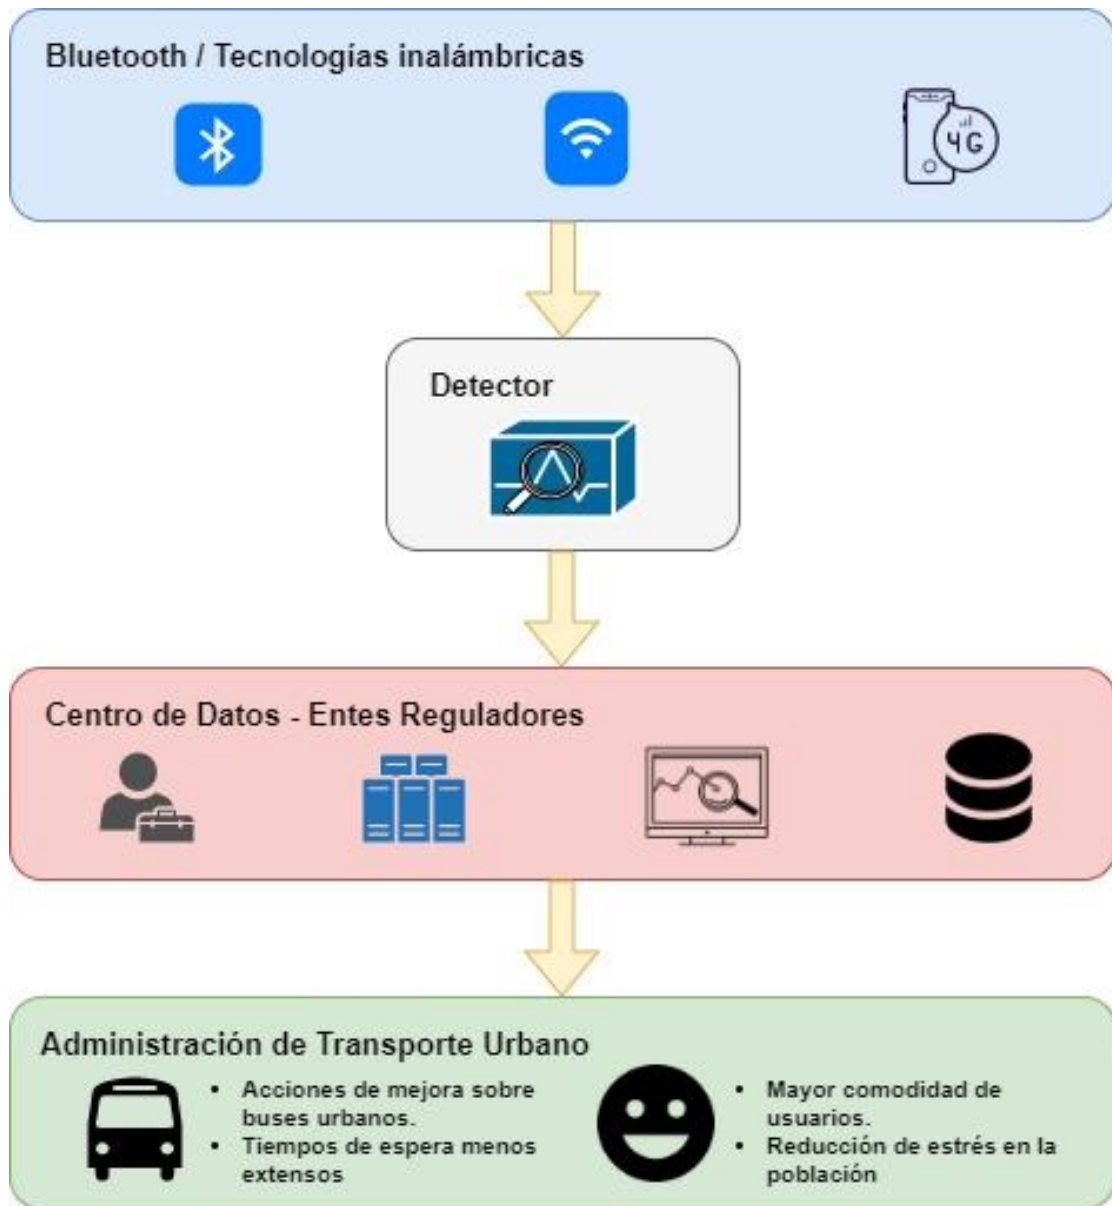 Bluetooth / Tecnologías inalámbricas
4G
Detector
Centro de Datos - Entes Reguladores
Administración de Transporte Urbano
• Acciones de mejora sobre
buses urbanos.
• Tiempos de espera menos
extensos
• Mayor comodidad de
usuarios.
• Reducción de estrés en la
población